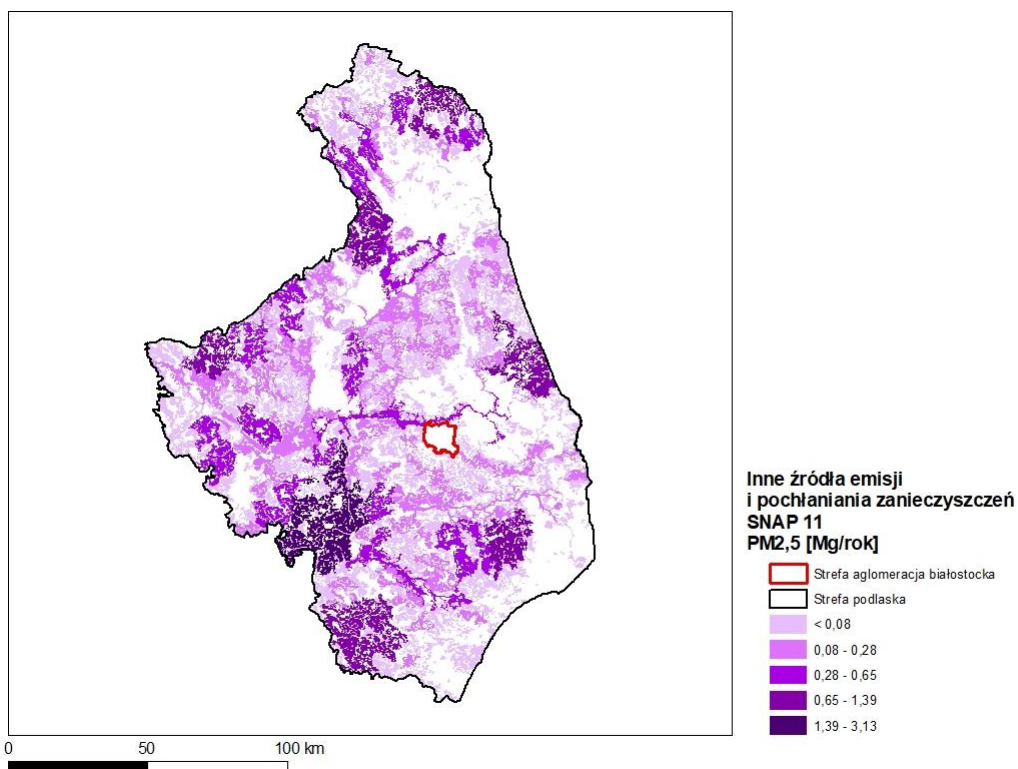 Inne źródła emisji
i pochłaniania zanieczyszczeń
SNAP 11
PM2,5 [Mg/rok]
Strefa aglomeracja białostocka
Strefa podlaska
< 0,08
0,08 - 0,28
0,28 - 0,65
0,65 - 1,39
1,39 - 3,13
0 50 100 km